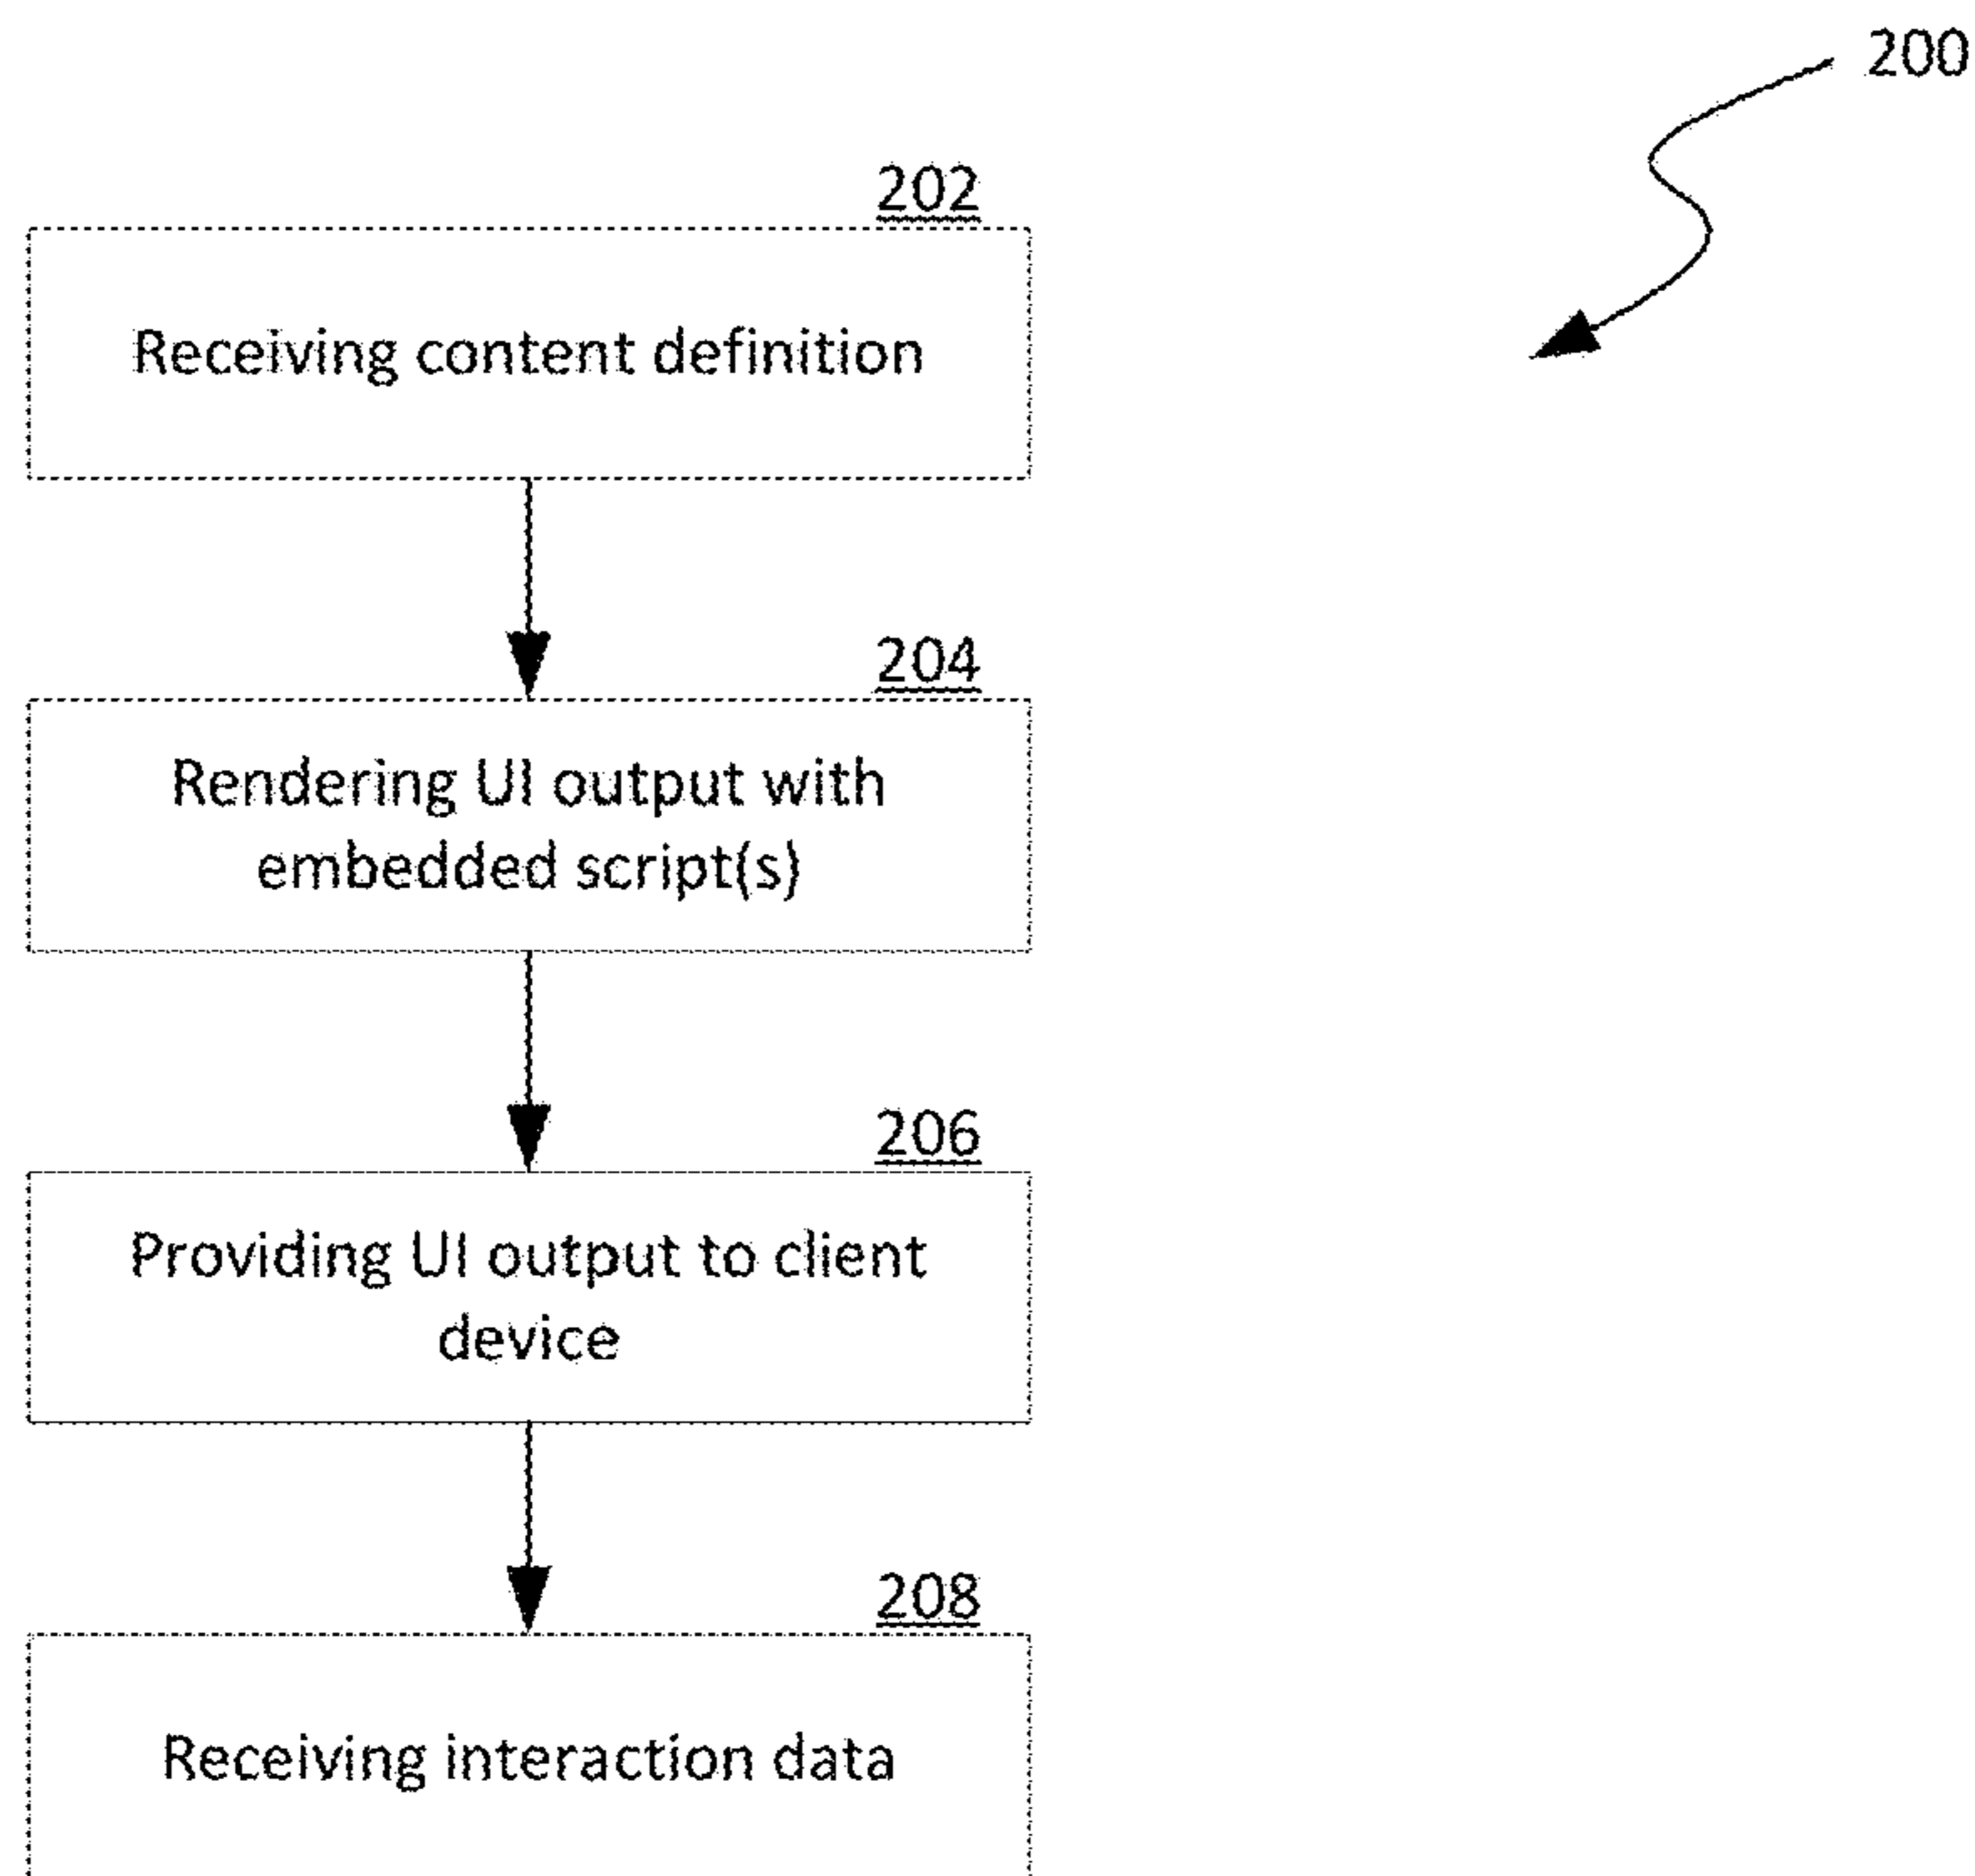 200
202
Receiving content definition
204
Rendering UI output with
embedded script(s)
206
Providing UI output to client
device
208
Receiving interaction data